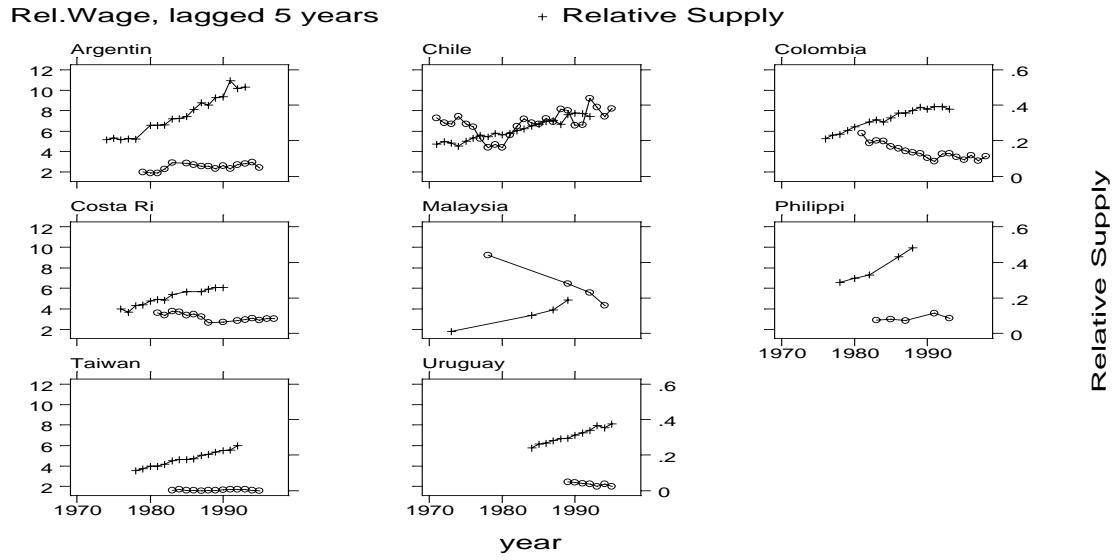 Rel.Wage, lagged 5 years + Relative Supply
Argentin Chile Colombia
12 .6
10
8 .4
6
4 .2
2 0
Costa Ri Malaysia Philippi
12 .6
10
8 .4
6
4 .2
2 0
1970 1980 1990
Taiwan Uruguay
12 .6
10
8 .4
6
4 .2
2 0
1970 1980 1990 1970 1980 1990
year
Relative Supply